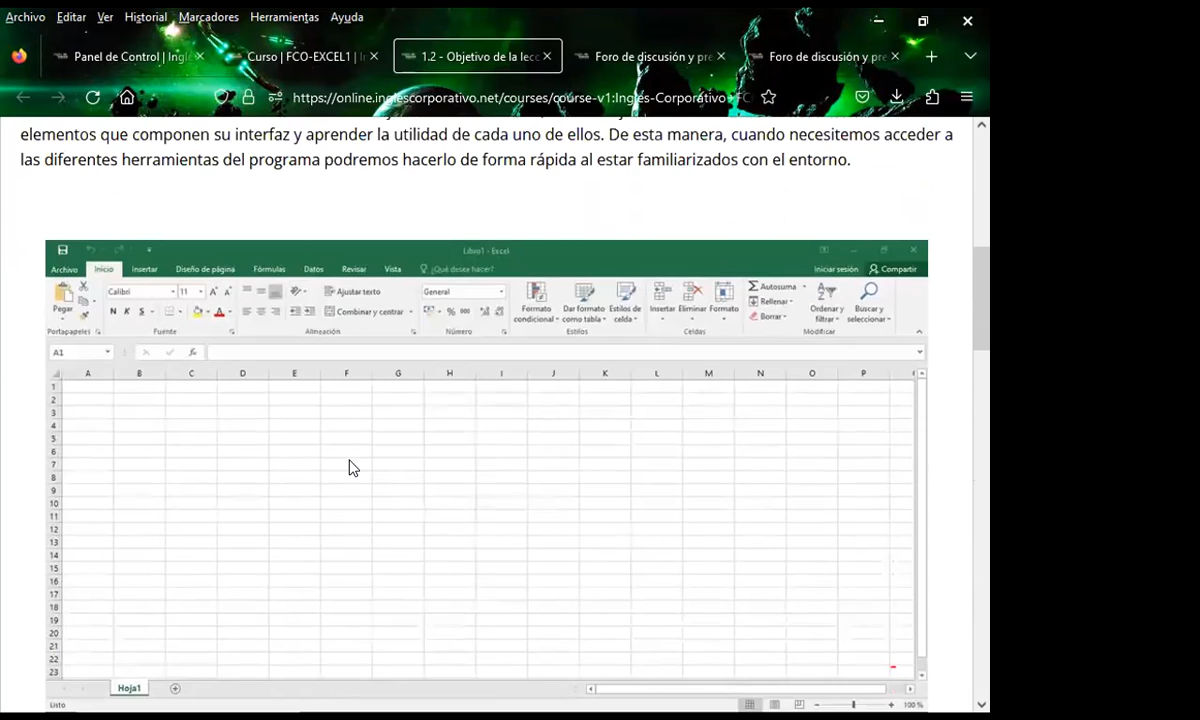 Archivo Editar Ver Historial Marcadores Herramientas Ayuda
Panel de Control | Ingl Curso | FCO-EXCEL1 | I 1.2 - Objetivo de la lecc Foro de discusión y pre Foro de discusión y pre
https://online.inglescorporativo.net/courses/course-v1:Ingles-Corporativo+FC
elementos que componen su interfaz y aprender la utilidad de cada uno de ellos. De esta manera, cuando necesitemos acceder a
las diferentes herramientas del programa podremos hacerlo de forma rápida al estar familiarizados con el entorno.
Libro1 - Excel
Archivo Inicio Insertar Diseño de página Fórmulas Datos Revisar Vista ¿Qué desea hacer? Iniciar sesión Compartir
Pegar Calibri 11 Ajustar texto General Formato condicional Dar formato como tabla Estilos de celda Insertar Eliminar Formato Autosuma Ordenar y filtrar Buscar y seleccionar
Rellenar
N K S Combinar y centrar % 000 Borrar
Portapapeles Fuente Alineación Número Estilos Celdas Modificar
A1 fx
A B C D E F G H I J K L M N O P
1
2
3
4
5
6
7
8
9
10
11
12
13
14
15
16
17
18
19
20
21
22
23
Hoja1
Listo 100 %